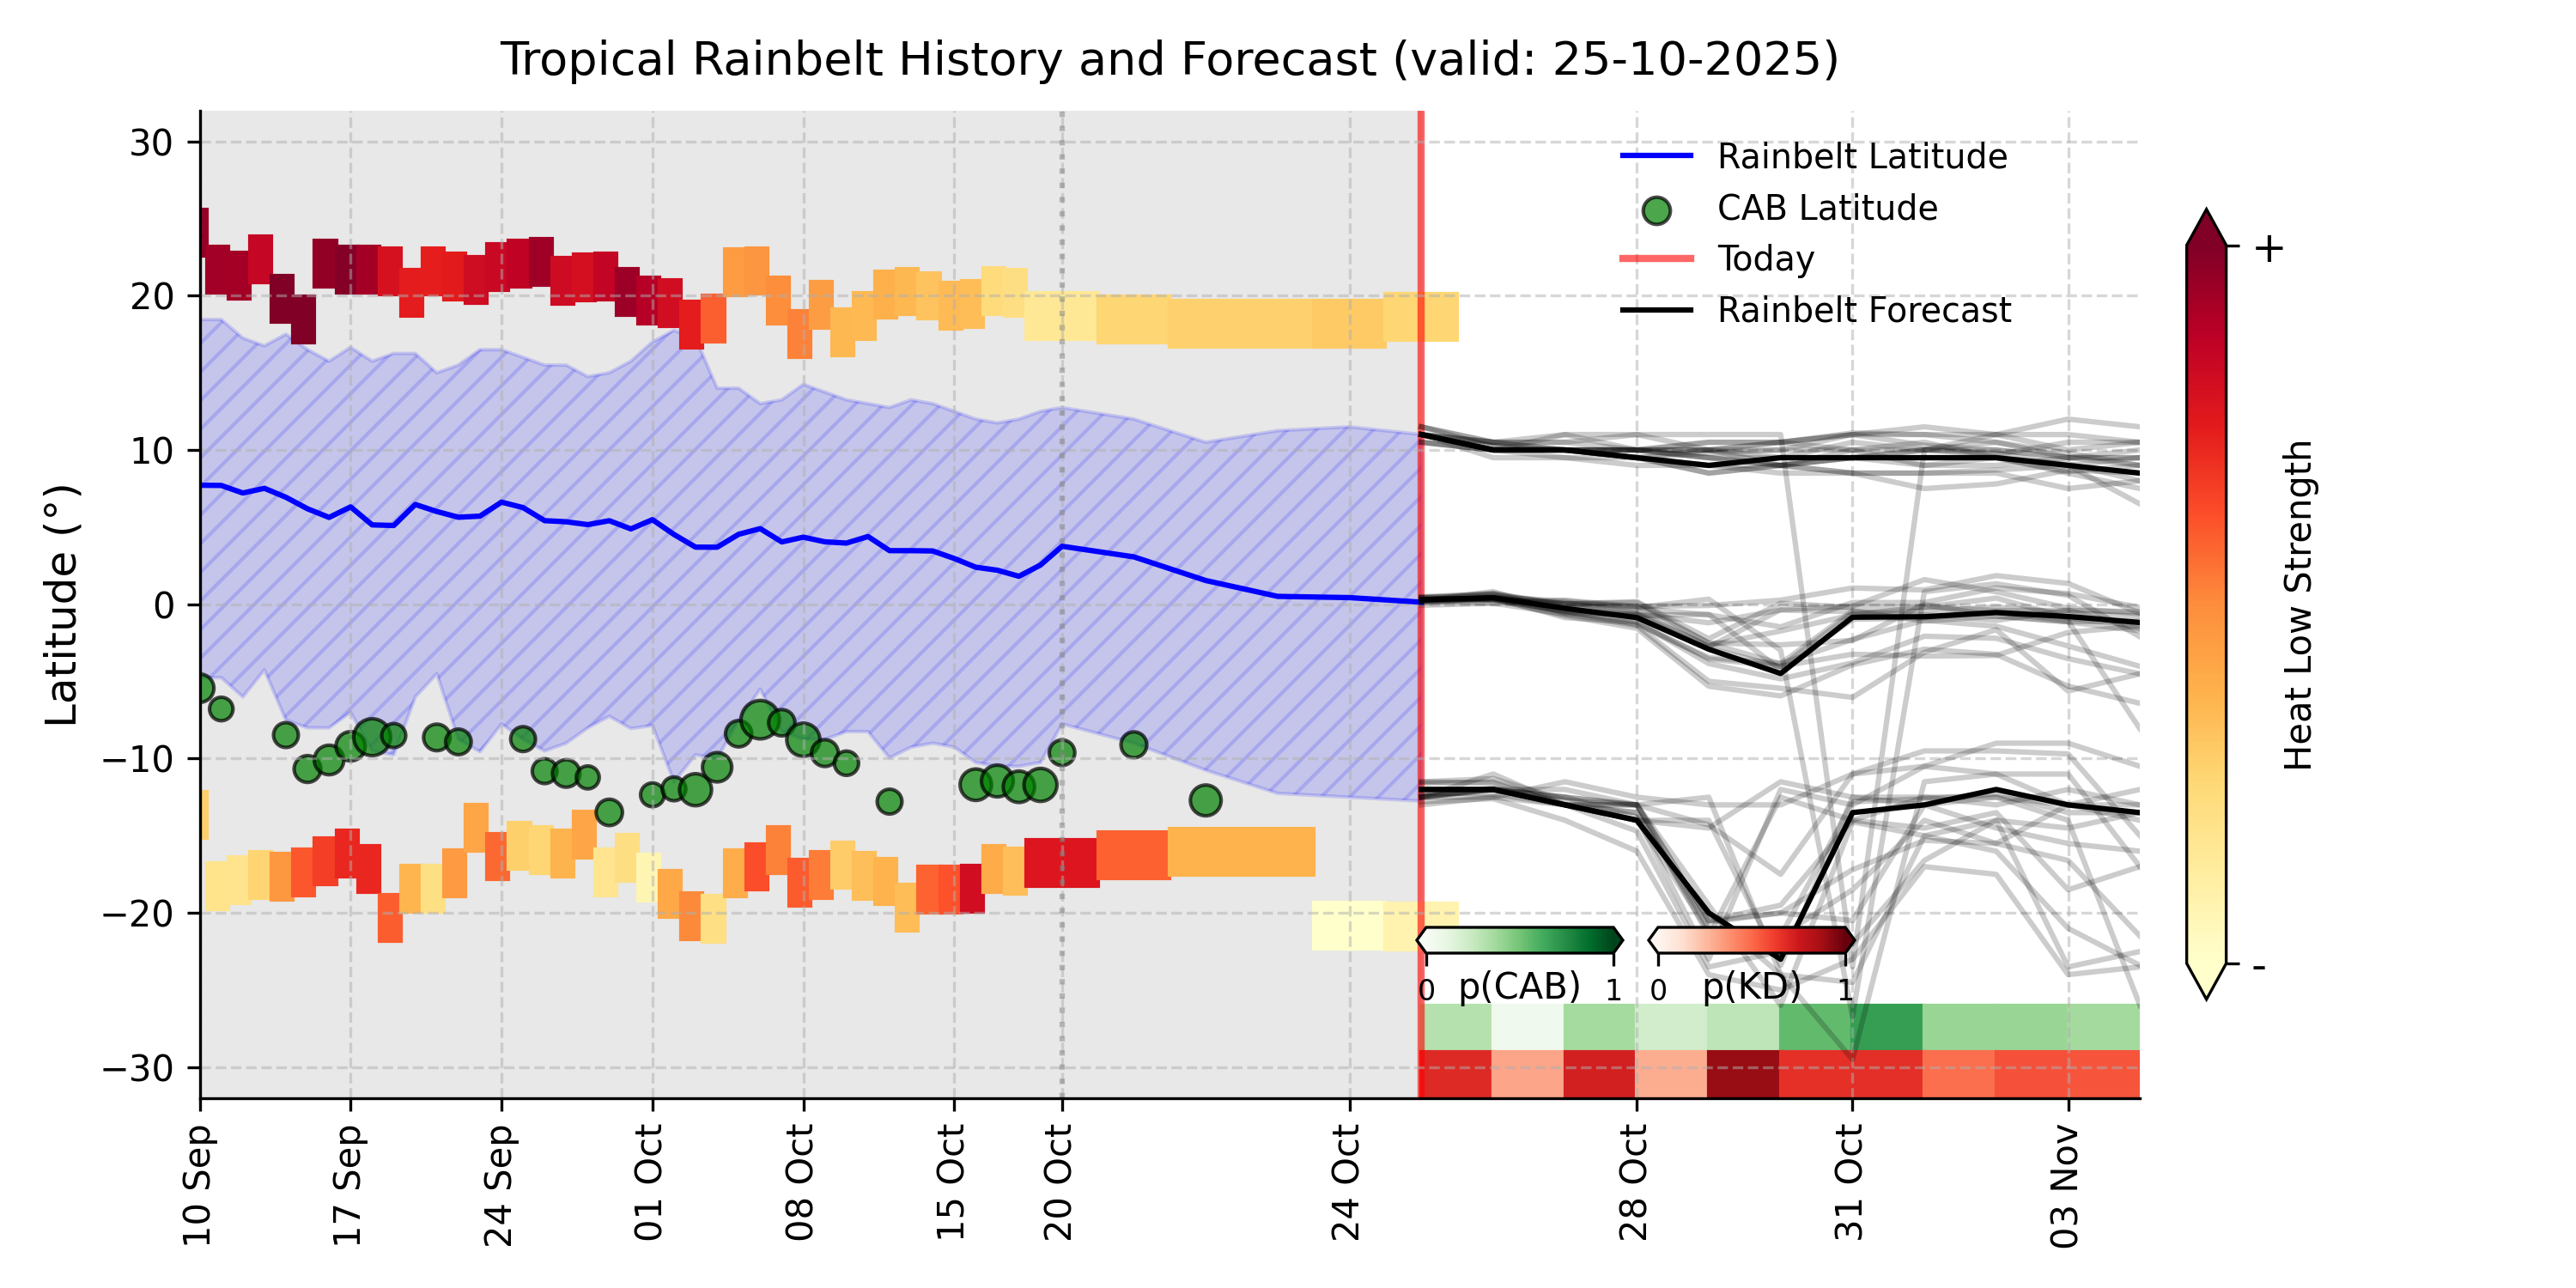 Tropical Rainbelt History and Forecast (valid: 25-10-2025)
Latitude (°)
30
20
10
0
−10
−20
−30
10 Sep
17 Sep
24 Sep
01 Oct
08 Oct
15 Oct
20 Oct
24 Oct
28 Oct
31 Oct
03 Nov
Rainbelt Latitude
CAB Latitude
Today
Rainbelt Forecast
0 p(CAB) 1
0 p(KD) 1
+
-
Heat Low Strength